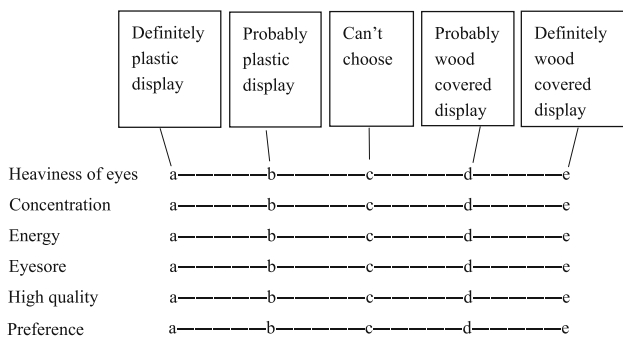 Definitely
plastic
display
Probably
plastic
display
Can't
choose
Probably
wood
covered
display
Definitely
wood
covered
display
Heaviness of eyes a b c d e
Concentration a b c d e
Energy a b c d e
Eyesore a b c d e
High quality a b c d e
Preference a b c d e